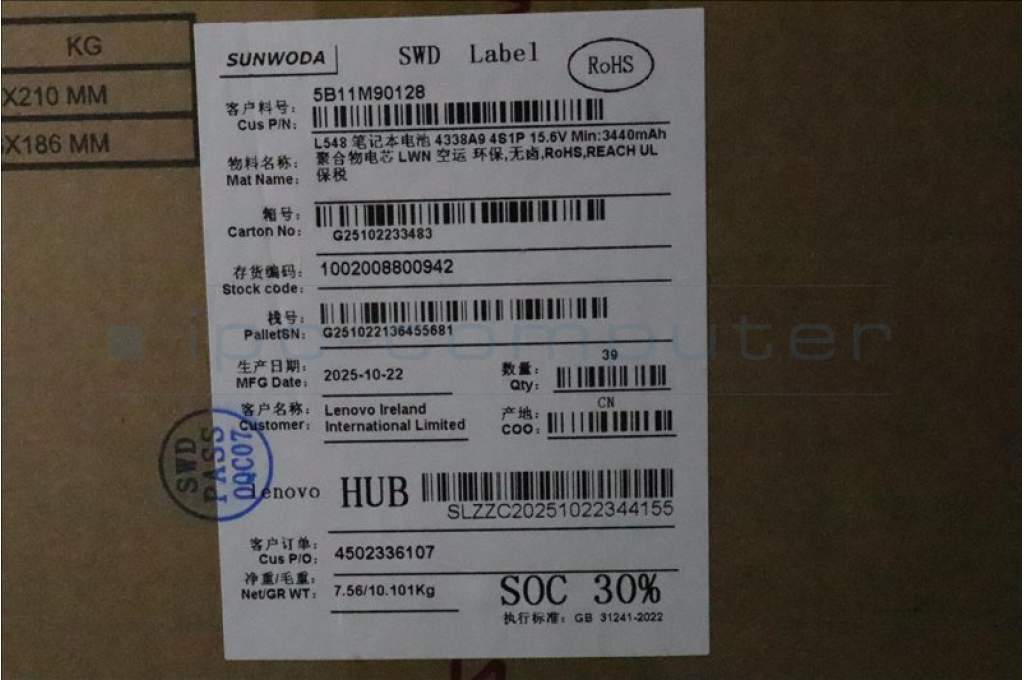 KG
X210 MM
X186 MM
SUNWODA
SWD Label
RoHS
客户料号:
Cus P/N:
5B11M90128
物料名称:
Mat Name:
L548 笔记本电池 4338A9 4S1P 15.6V Min:3440mAh
聚合物电芯 LWN 空运 环保,无卤,RoHS,REACH UL
保税
箱号:
Carton No:
G25102233483
存货编码:
Stock code:
1002008800942
栈号:
PalletSN:
G251022136455681
生产日期:
MFG Date:
2025-10-22
数量:
Qty:
39
客户名称:
Customer:
Lenovo Ireland
International Limited
产地:
COO:
CN
SWD
PASS
OQC07
lenovo HUB
SLZZC20251022344155
客户订单:
Cus P/O:
4502336107
净重/毛重:
Net/GR WT:
7.56/10.101Kg
SOC 30%
执行标准: GB 31241-2022
ipc computer